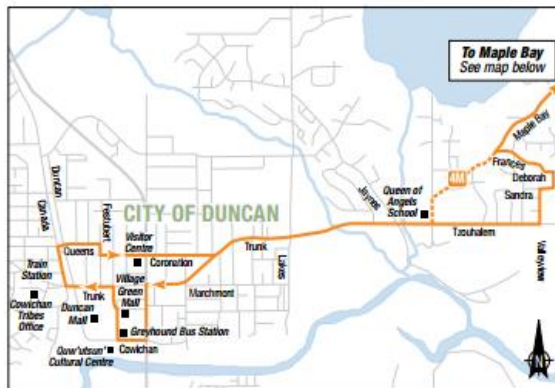 To Maple Bay
See map below
Maple Bay
Frances
4M
Deborah
Sandra
Queen of
Angels
School
Jaynes
Tzouhalem
Valleyview
CITY OF DUNCAN
Duncan
Canada
Festubert
Visitor
Centre
Queens
Coronation
Trunk
Lakes
Train
Station
Village
Green
Mall
Marchmont
Cowichan
Tribes
Office
Trunk
Duncan
Mall
Greyhound Bus Station
Quw'utsun'
Cultural Centre
Cowichan
N